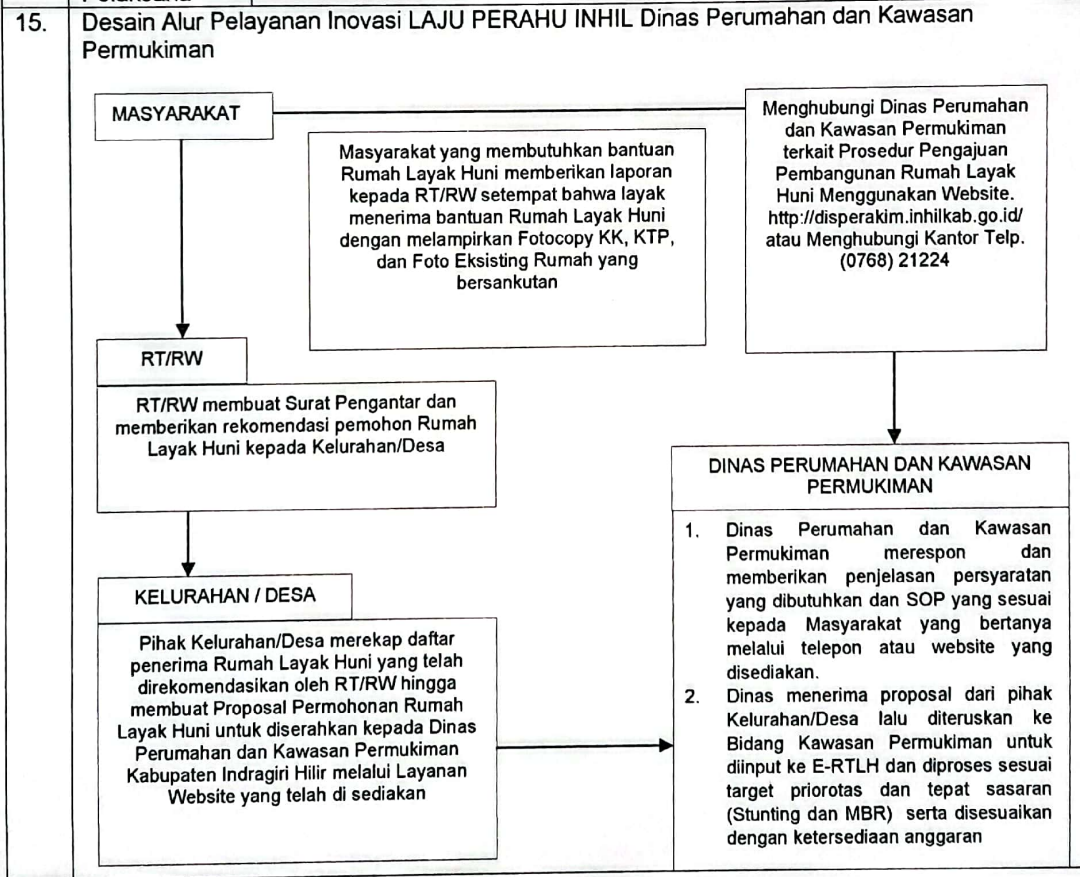 15. Desain Alur Pelayanan Inovasi LAJU PERAHU INHIL Dinas Perumahan dan Kawasan
Permukiman
MASYARAKAT
Masyarakat yang membutuhkan bantuan
Rumah Layak Huni memberikan laporan
kepada RT/RW setempat bahwa layak
menerima bantuan Rumah Layak Huni
dengan melampirkan Fotocopy KK, KTP,
dan Foto Eksisting Rumah yang
bersankutan
Menghubungi Dinas Perumahan
dan Kawasan Permukiman
terkait Prosedur Pengajuan
Pembangunan Rumah Layak
Huni Menggunakan Website.
http://disperakim.inhilkab.go.id/
atau Menghubungi Kantor Telp.
(0768) 21224
RT/RW
RT/RW membuat Surat Pengantar dan
memberikan rekomendasi pemohon Rumah
Layak Huni kepada Kelurahan/Desa
KELURAHAN / DESA
Pihak Kelurahan/Desa merekap daftar
penerima Rumah Layak Huni yang telah
direkomendasikan oleh RT/RW hingga
membuat Proposal Permohonan Rumah
Layak Huni untuk diserahkan kepada Dinas
Perumahan dan Kawasan Permukiman
Kabupaten Indragiri Hilir melalui Layanan
Website yang telah di sediakan
DINAS PERUMAHAN DAN KAWASAN
PERMUKIMAN
1. Dinas Perumahan dan Kawasan
Permukiman merespon dan
memberikan penjelasan persyaratan
yang dibutuhkan dan SOP yang sesuai
kepada Masyarakat yang bertanya
melalui telepon atau website yang
disediakan.
2. Dinas menerima proposal dari pihak
Kelurahan/Desa lalu diteruskan ke
Bidang Kawasan Permukiman untuk
diinput ke E-RTLH dan diproses sesuai
target priorotas dan tepat sasaran
(Stunting dan MBR) serta disesuaikan
dengan ketersediaan anggaran